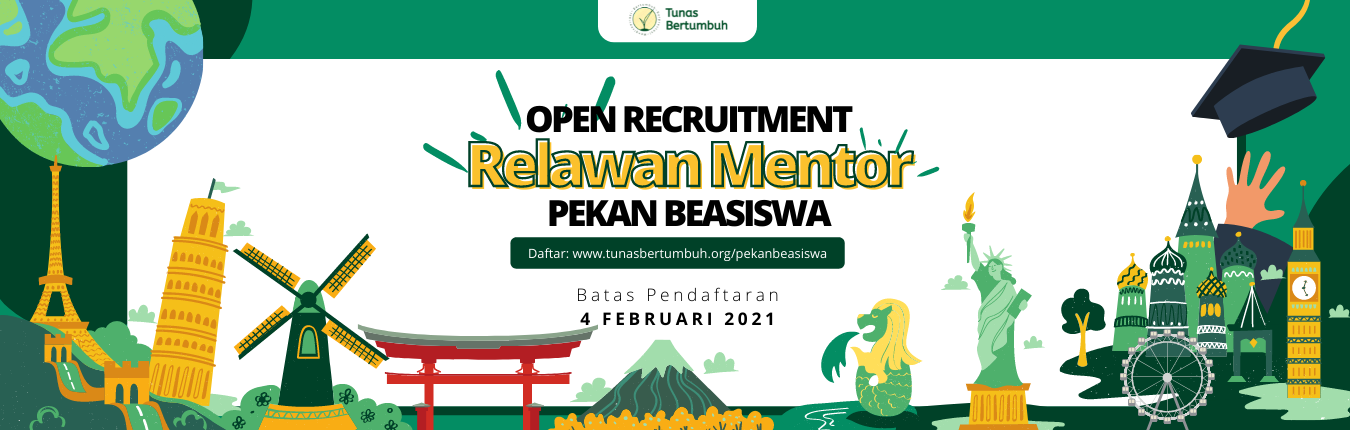 Tunas
Bertumbuh
OPEN RECRUITMENT
Relawan Mentor
PEKAN BEASISWA
Daftar: www.tunasbertumbuh.org/pekanbeasiswa
Batas Pendaftaran
4 FEBRUARI 2021